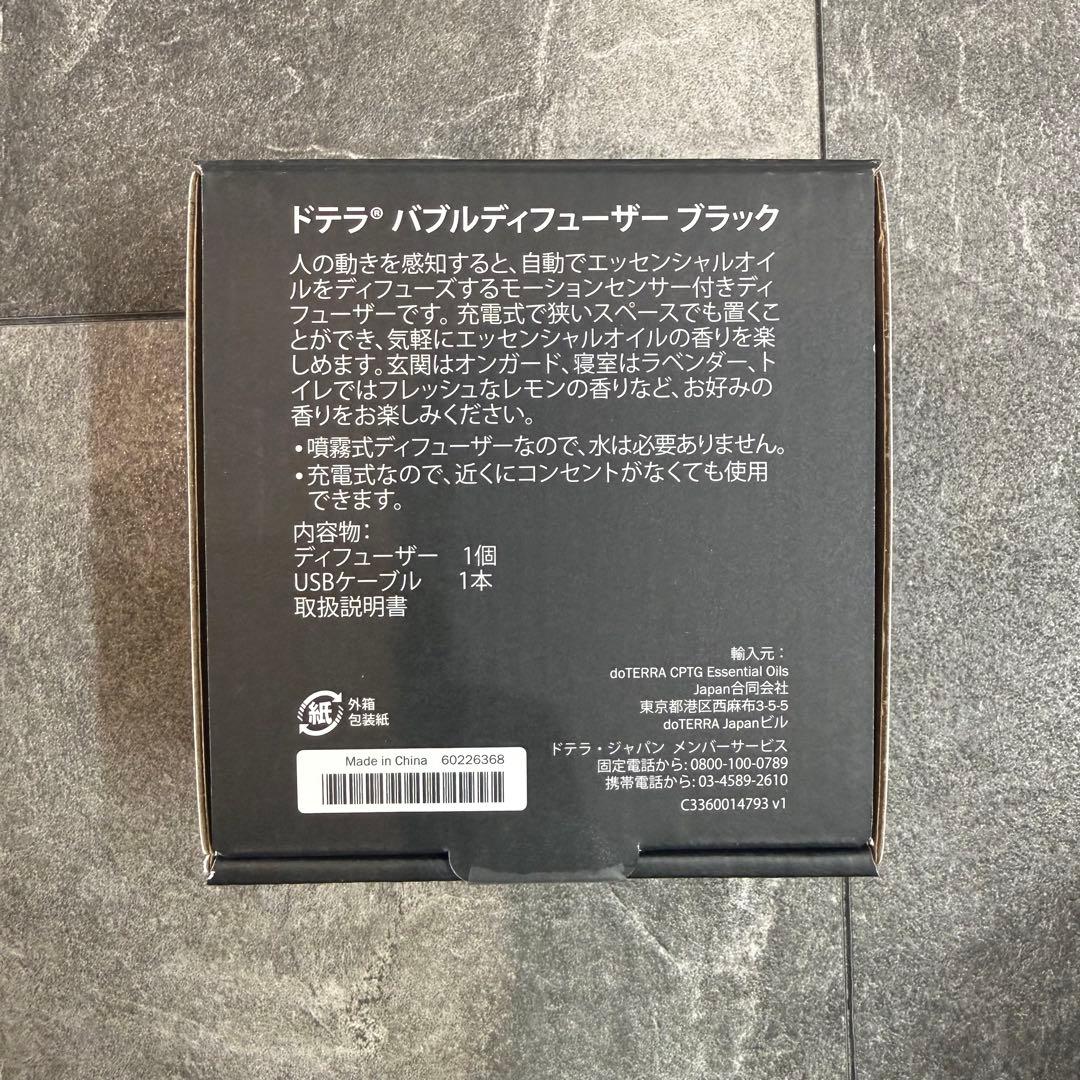 ドテラ® バブルディフューザー ブラック
人の動きを感知すると、自動でエッセンシャルオイ
ルをディフューズするモーションセンサー付きディ
フューザーです。充電式で狭いスペースでも置くこ
とができ、気軽にエッセンシャルオイルの香りを楽
しめます。玄関はオンガード、寝室はラベンダー、ト
イレではフレッシュなレモンの香りなど、お好みの
香りをお楽しみください。
•噴霧式ディフューザーなので、水は必要ありません。
•充電式なので、近くにコンセントがなくても使用
できます。
内容物：
ディフューザー 1個
USBケーブル 1本
取扱説明書
輸入元：
doTERRA CPTG Essential Oils
Japan合同会社
東京都港区西麻布3-5-5
doTERRA Japanビル
ドテラ・ジャパン メンバーサービス
固定電話から: 0800-100-0789
携帯電話から: 03-4589-2610
C3360014793 v1
紙
外箱
包装紙
Made in China 60226368